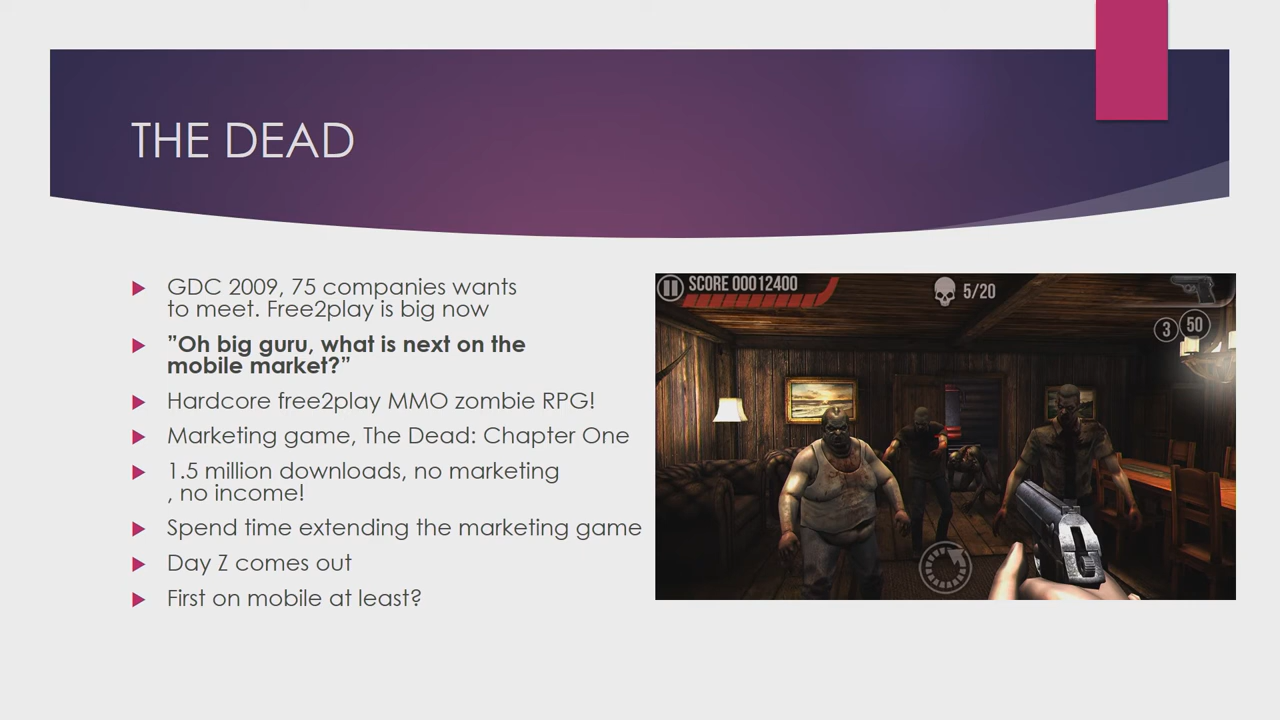 THE DEAD
GDC 2009, 75 companies wants
to meet. Free2play is big now
”Oh big guru, what is next on the
mobile market?”
Hardcore free2play MMO zombie RPG!
Marketing game, The Dead: Chapter One
1.5 million downloads, no marketing
, no income!
Spend time extending the marketing game
Day Z comes out
First on mobile at least?
SCORE 00012400
5/20
3
50